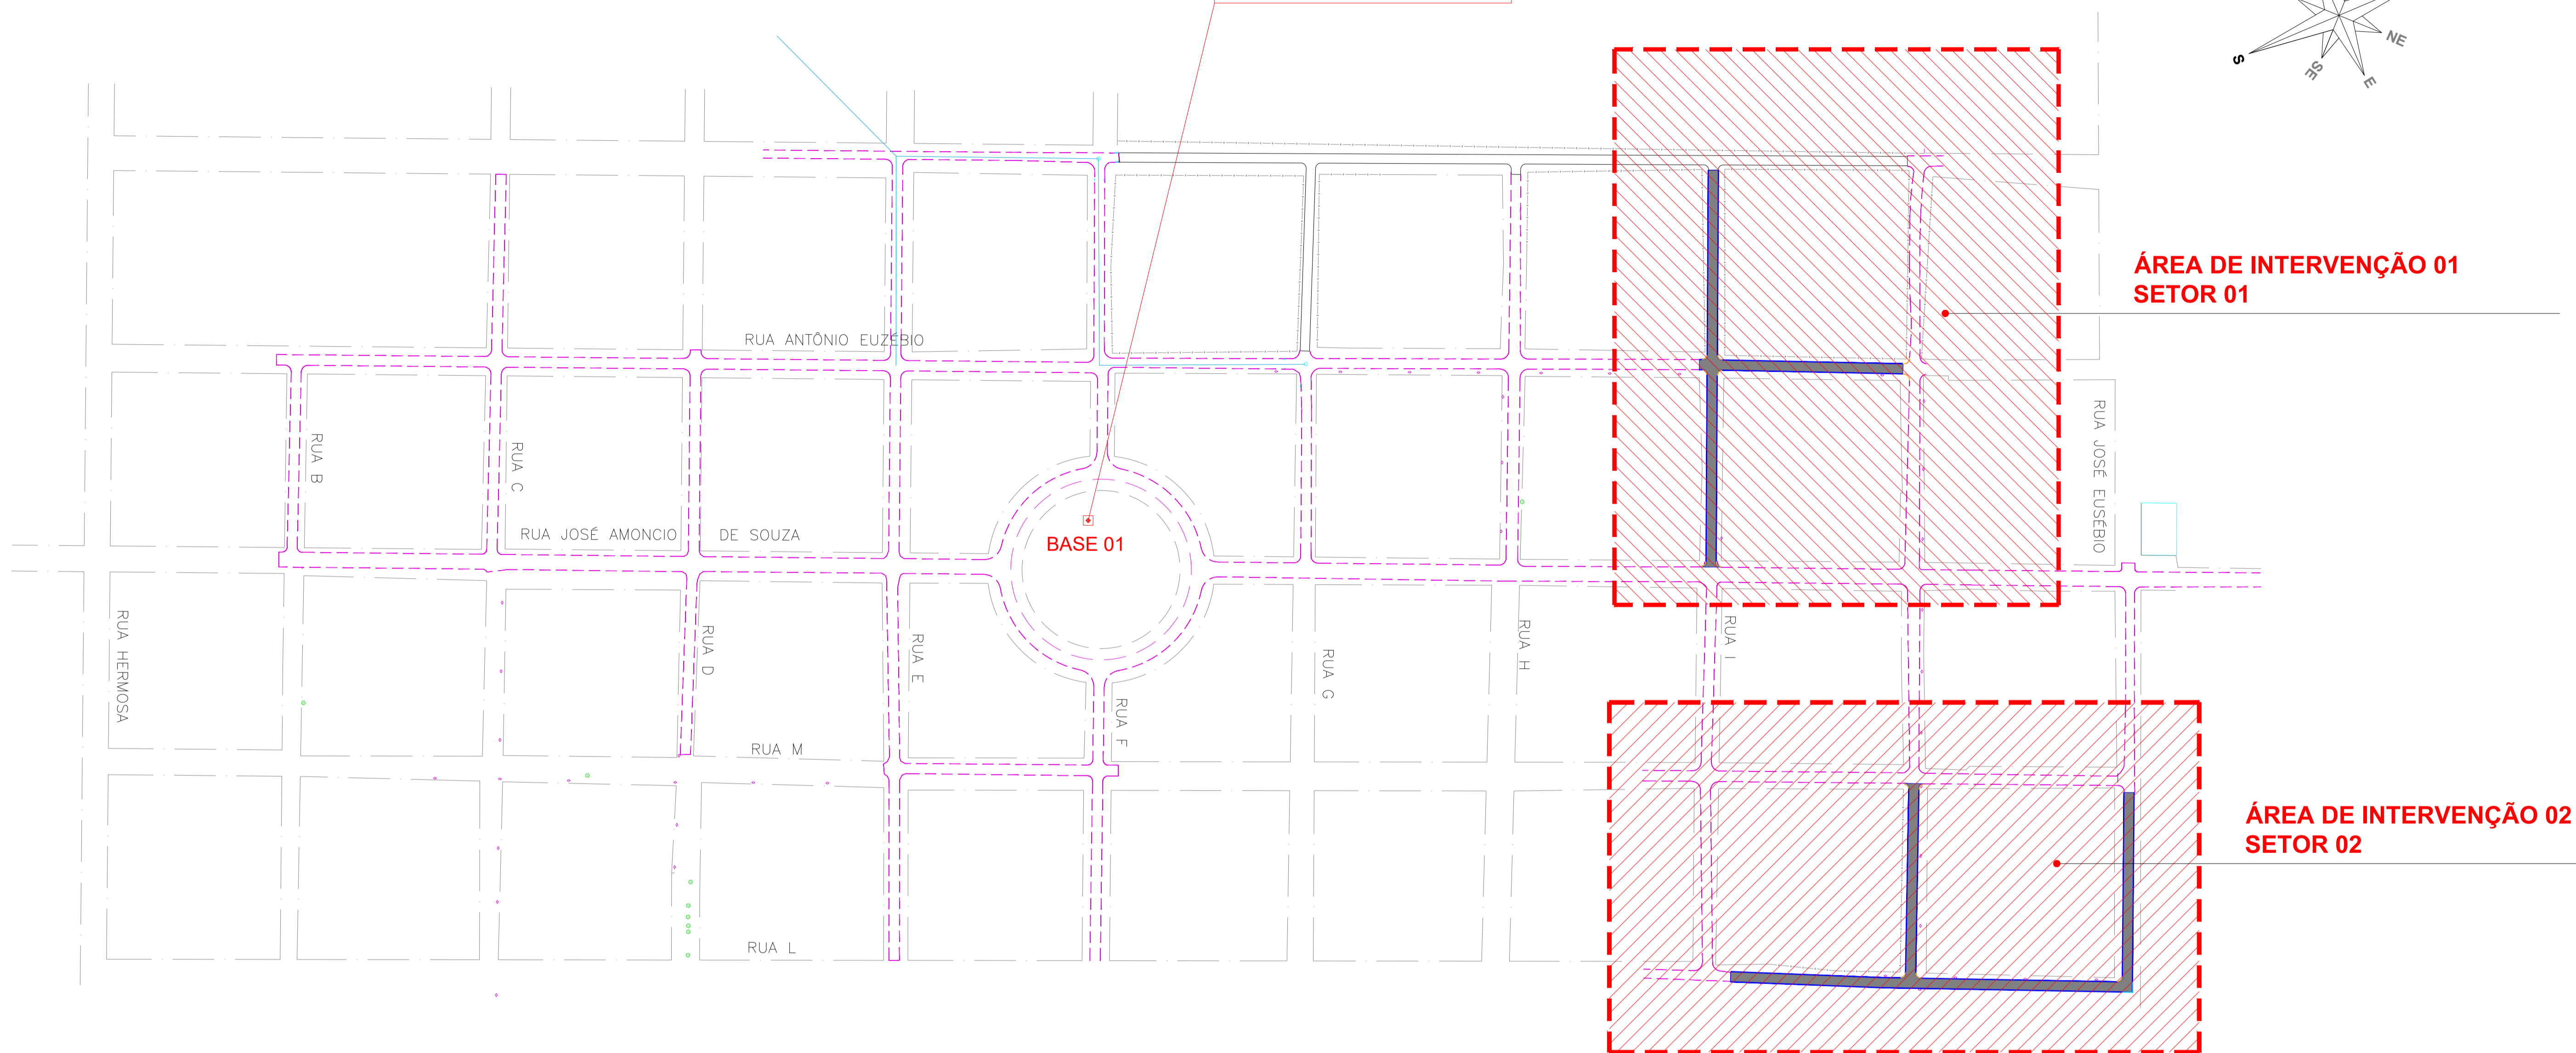 NE
S
SE
E
ÁREA DE INTERVENÇÃO 01
SETOR 01
RUA ANTÔNIO EUZÉBIO
RUA B
RUA C
RUA JOSÉ EUSÉBIO
RUA JOSÉ AMONCIO DE SOUZA
BASE 01
RUA HERMOSA
RUA D
RUA E
RUA F
RUA G
RUA H
RUA I
RUA M
ÁREA DE INTERVENÇÃO 02
SETOR 02
RUA L